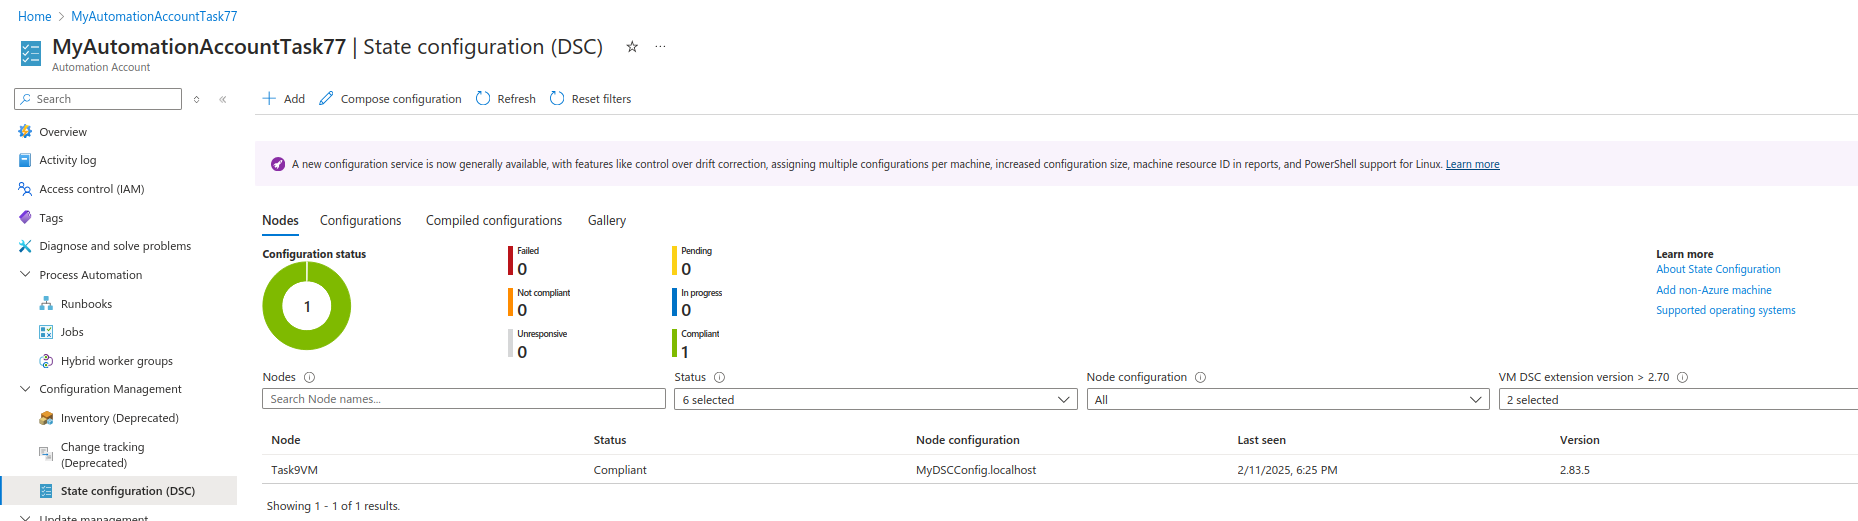 Home > MyAutomationAccountTask77
MyAutomationAccountTask77 | State configuration (DSC) ☆ ...
Automation Account
Search
Add Compose configuration Refresh Reset filters
Overview
Activity log
Access control (IAM)
Tags
Diagnose and solve problems
Process Automation
Runbooks
Jobs
Hybrid worker groups
Configuration Management
Inventory (Deprecated)
Change tracking
(Deprecated)
State configuration (DSC)
Update management
A new configuration service is now generally available, with features like control over drift correction, assigning multiple configurations per machine, increased configuration size, machine resource ID in reports, and PowerShell support for Linux. Learn more
Nodes Configurations Compiled configurations Gallery
Configuration status
1
Failed
0
Pending
0
Not compliant
0
In progress
0
Unresponsive
0
Compliant
1
Learn more
About State Configuration
Add non-Azure machine
Supported operating systems
Nodes Status Node configuration VM DSC extension version > 2.70
Search Node names... 6 selected All 2 selected
Node Status Node configuration Last seen Version
Task9VM Compliant MyDSCConfig.localhost 2/11/2025, 6:25 PM 2.83.5
Showing 1 - 1 of 1 results.